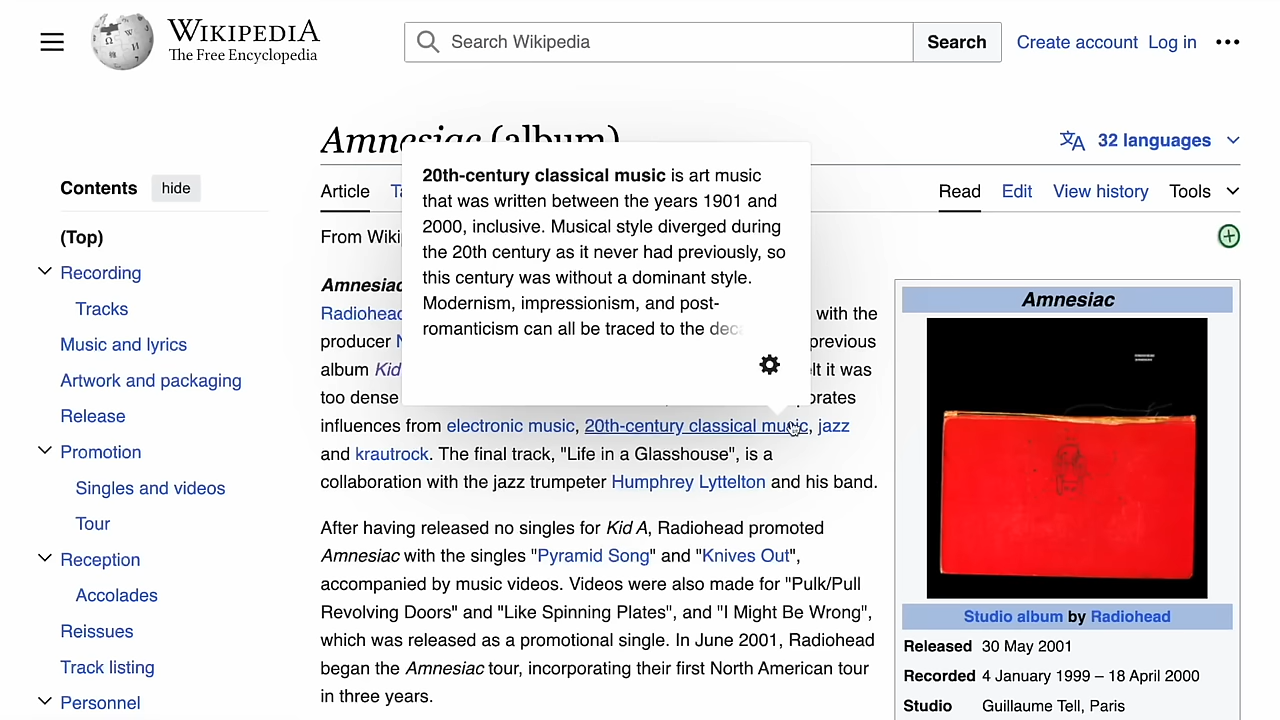 WIKIPEDIA
The Free Encyclopedia
Search Wikipedia
Search
Create account Log in
Amnesiac (album)
32 languages
Contents hide
Article
Read Edit View history Tools
(Top)
Recording
Tracks
Music and lyrics
Artwork and packaging
Release
Promotion
Singles and videos
Tour
Reception
Accolades
Reissues
Track listing
Personnel
20th-century classical music is art music
that was written between the years 1901 and
2000, inclusive. Musical style diverged during
the 20th century as it never had previously, so
this century was without a dominant style.
Modernism, impressionism, and post-
romanticism can all be traced to the
From
Amnesiac
Radiohead with the
producer previous
album Kid it was
too dense
influences from electronic music, 20th-century classical music, jazz
and krautrock. The final track, "Life in a Glasshouse", is a
collaboration with the jazz trumpeter Humphrey Lyttelton and his band.
After having released no singles for Kid A, Radiohead promoted
Amnesiac with the singles "Pyramid Song" and "Knives Out",
accompanied by music videos. Videos were also made for "Pulk/Pull
Revolving Doors" and "Like Spinning Plates", and "I Might Be Wrong",
which was released as a promotional single. In June 2001, Radiohead
began the Amnesiac tour, incorporating their first North American tour
in three years.
Amnesiac
Studio album by Radiohead
Released 30 May 2001
Recorded 4 January 1999 – 18 April 2000
Studio Guillaume Tell, Paris